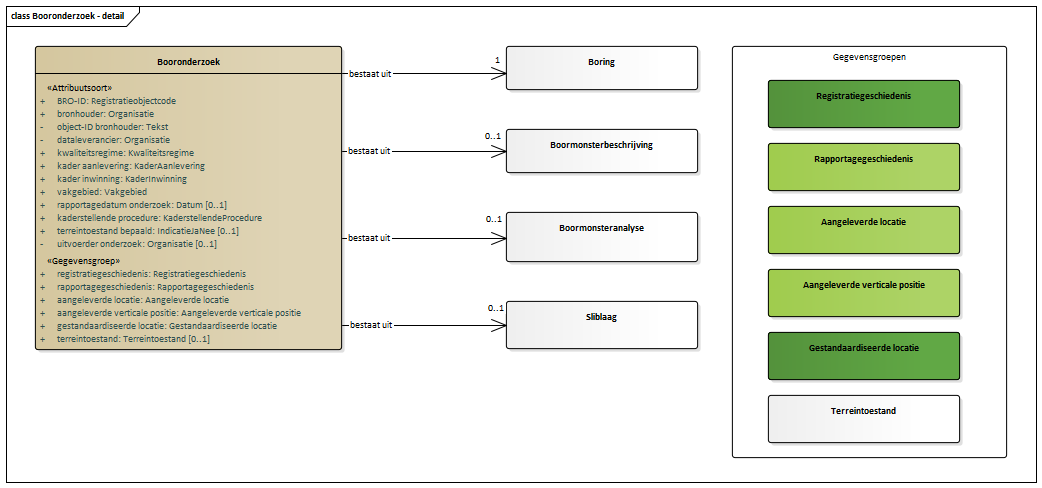 class Booronderzoek - detail
Booronderzoek
«Attribuutsoort»
+ BRO-ID: Registratieobjectcode
+ bronhouder: Organisatie
- object-ID bronhouder: Tekst
- dataleverancier: Organisatie
+ kwaliteitsregime: Kwaliteitsregime
+ kader aanlevering: KaderAanlevering
+ kader inwinning: KaderInwinning
+ vakgebied: Vakgebied
+ rapportagedatum onderzoek: Datum [0..1]
+ kaderstellende procedure: KaderstellendeProcedure
+ terreintoestand bepaald: IndicatieJaNee [0..1]
- uitvoerder onderzoek: Organisatie [0..1]
«Gegevensgroep»
+ registratiegeschiedenis: Registratiegeschiedenis
+ rapportagegeschiedenis: Rapportagegeschiedenis
+ aangeleverde locatie: Aangeleverde locatie
+ aangeleverde verticale positie: Aangeleverde verticale positie
+ gestandaardiseerde locatie: Gestandaardiseerde locatie
+ terreintoestand: Terreintoestand [0..1]
bestaat uit
1
Boring
bestaat uit
0..1
Boormonsterbeschrijving
bestaat uit
0..1
Boormonsteranalyse
bestaat uit
0..1
Sliblaag
Gegevensgroepen
Registratiegeschiedenis
Rapportagegeschiedenis
Aangeleverde locatie
Aangeleverde verticale positie
Gestandaardiseerde locatie
Terreintoestand